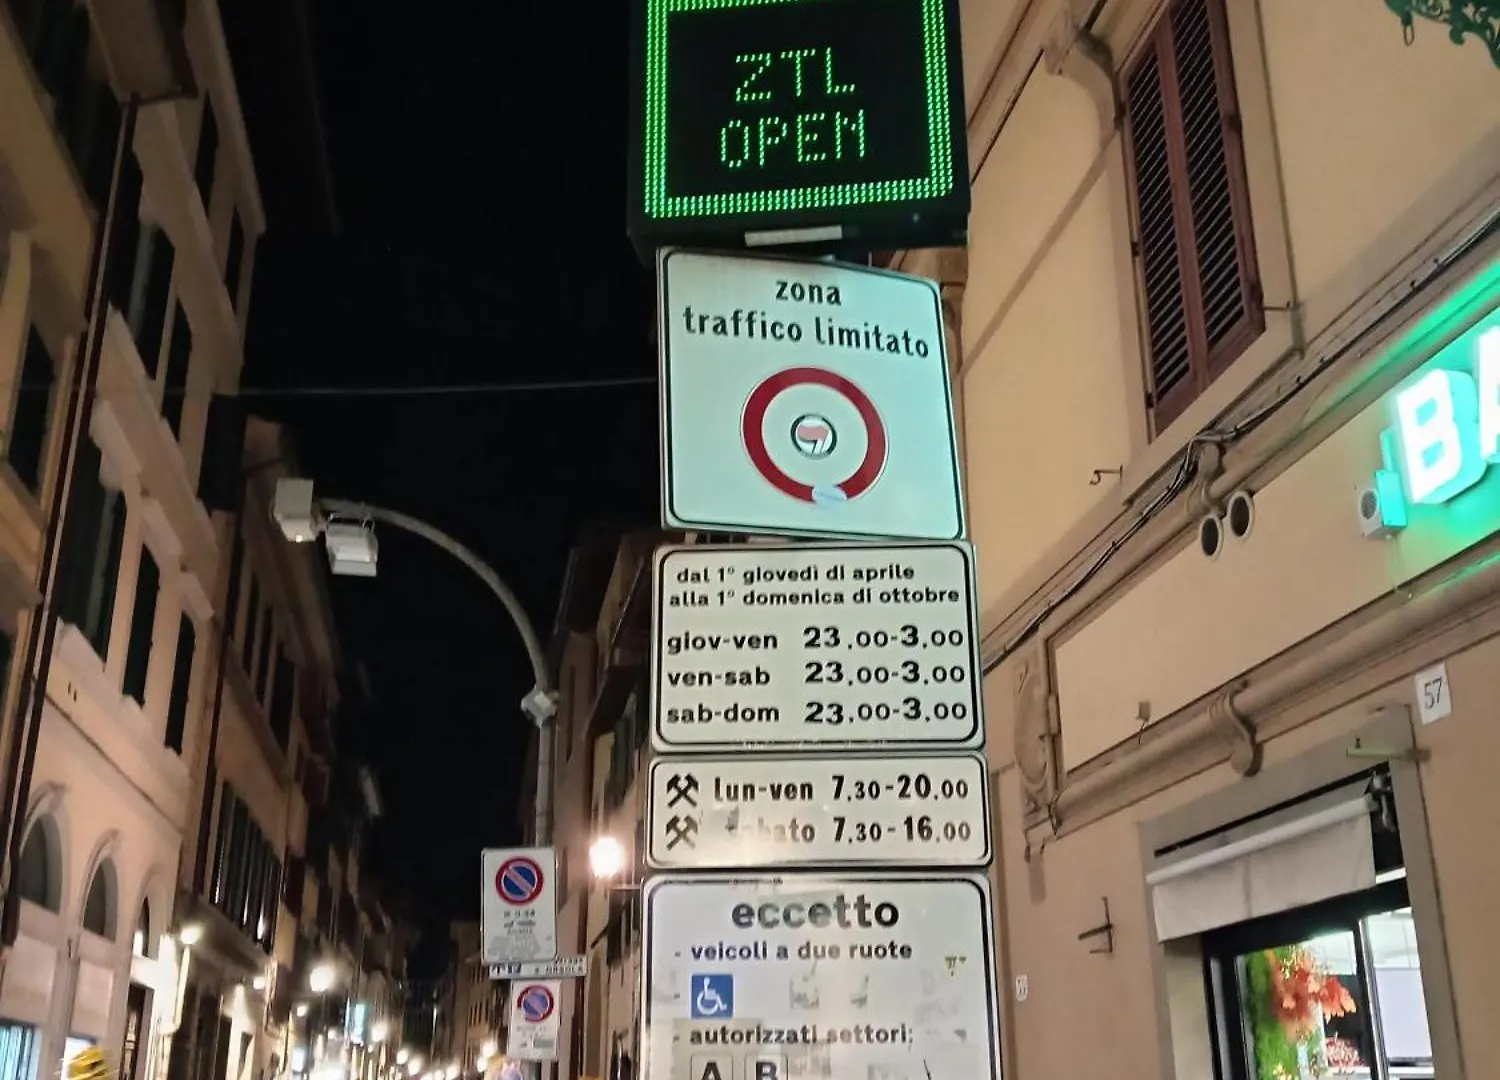 ZTL
OPEN
zona
traffico limitato
dal 1° giovedì di aprile
alla 1° domenica di ottobre
giov-ven 23.00-3.00
ven-sab 23.00-3.00
sab-dom 23.00-3.00
lun-ven 7.30-20.00
sabato 7.30-16.00
eccetto
- veicoli a due ruote
- autorizzati settori:
A B
57